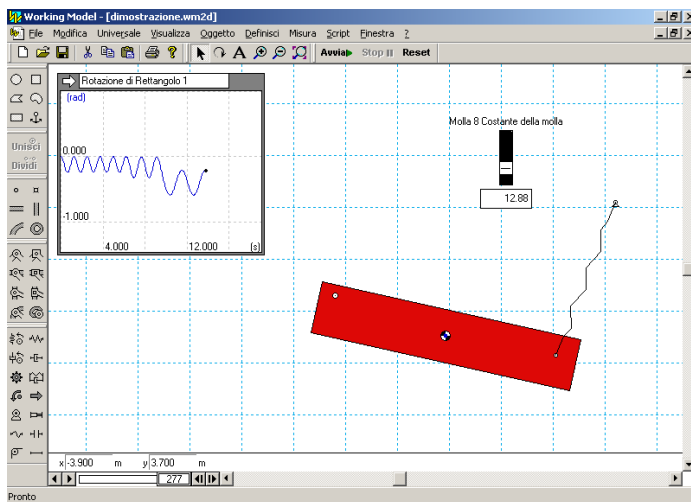 Working Model - [dimostrazione.wm2d]
File Modifica Universale Visualizza Oggetto Definisci Misura Script Finestra ?
A Avvia Stop Reset
Rotazione di Rettangolo 1
(rad)
0.000
-1.000
4.000 12.000 (s)
Unisci
Dividi
Molla 8 Costante della molla
12.88
x -3.900 m y 3.700 m
277
Pronto